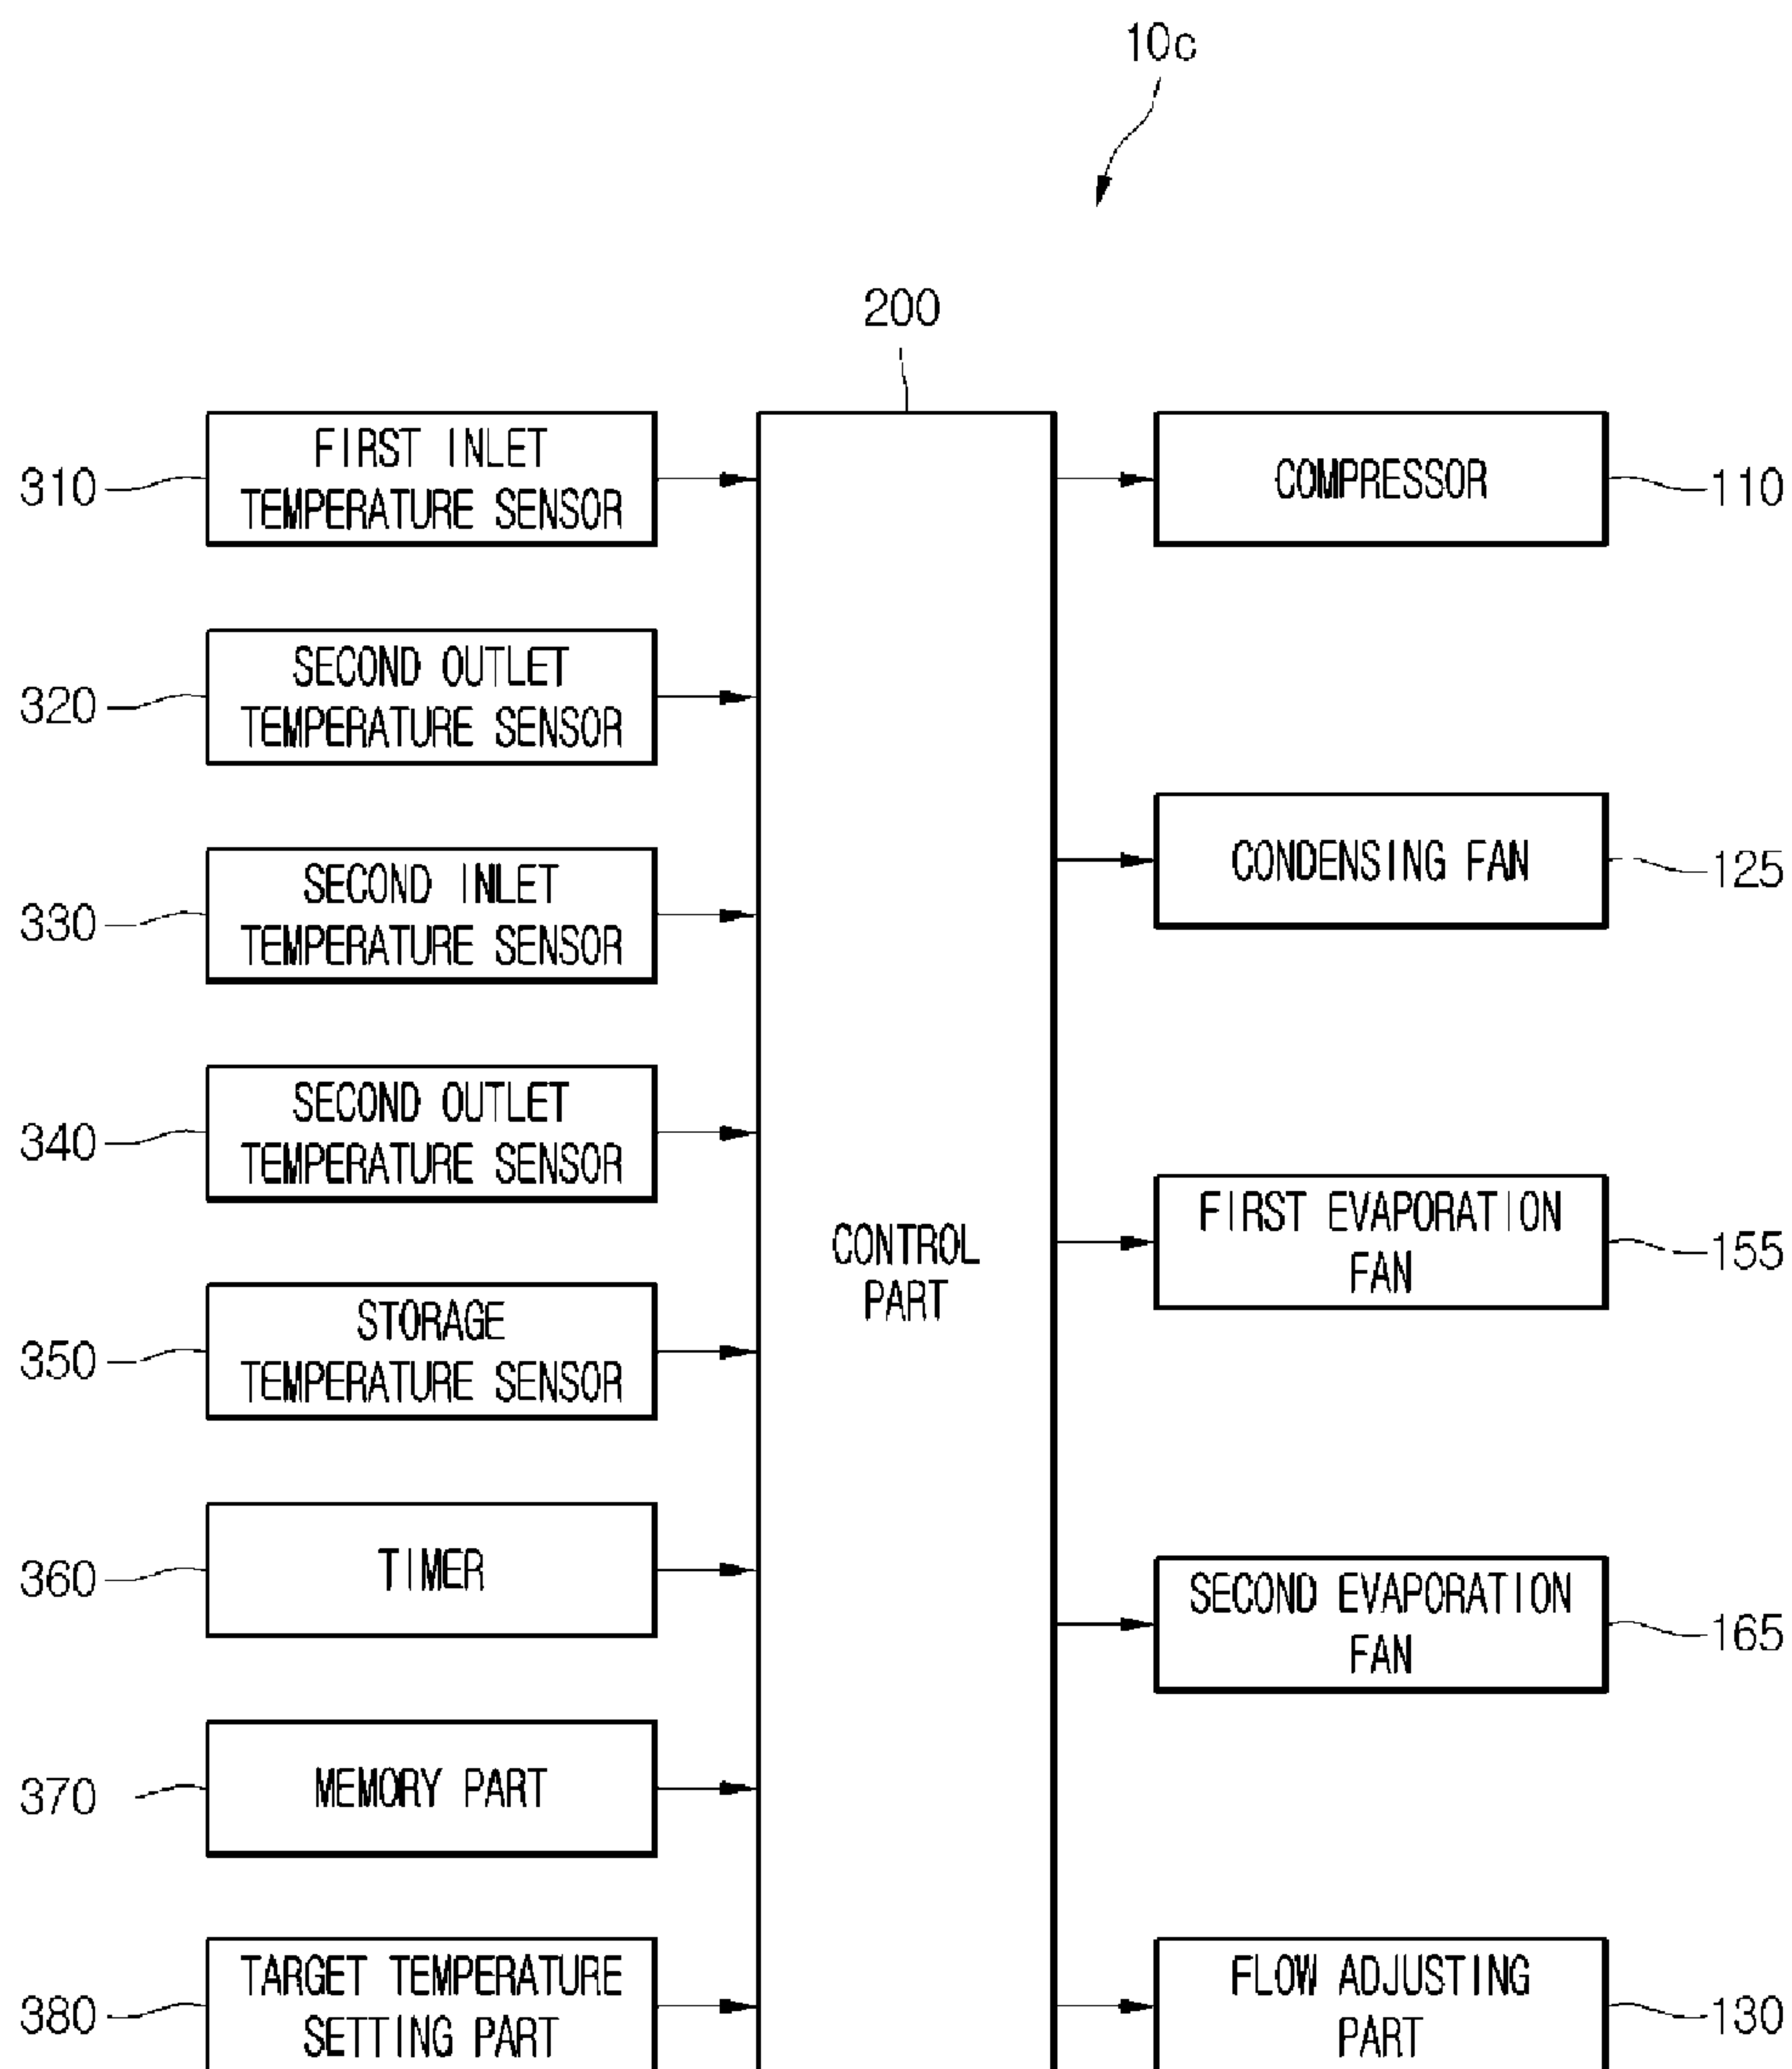 10c
200
310
FIRST INLET
TEMPERATURE SENSOR
320
SECOND OUTLET
TEMPERATURE SENSOR
330
SECOND INLET
TEMPERATURE SENSOR
340
SECOND OUTLET
TEMPERATURE SENSOR
350
STORAGE
TEMPERATURE SENSOR
360
TIMER
370
MEMORY PART
380
TARGET TEMPERATURE
SETTING PART
CONTROL
PART
COMPRESSOR
110
CONDENSING FAN
125
FIRST EVAPORATION
FAN
155
SECOND EVAPORATION
FAN
165
FLOW ADJUSTING
PART
130